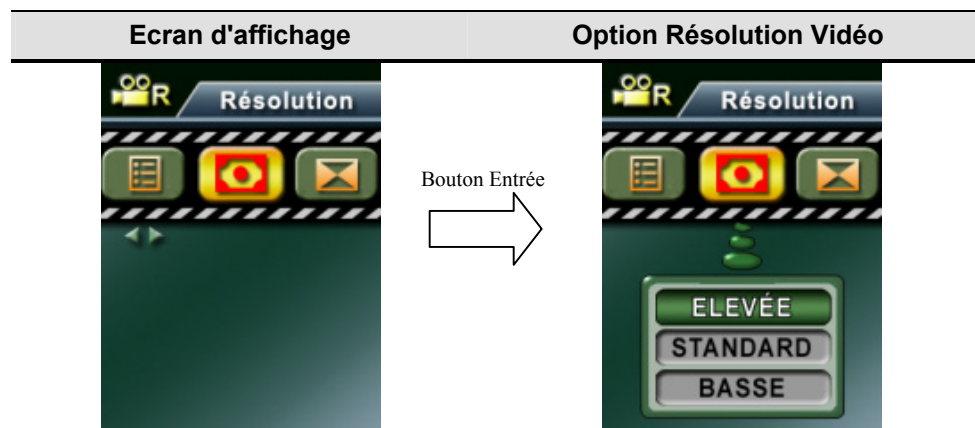 Ecran d'affichage
Option Résolution Vidéo
R Résolution
Bouton Entrée
R Résolution
ELEVÉE
STANDARD
BASSE